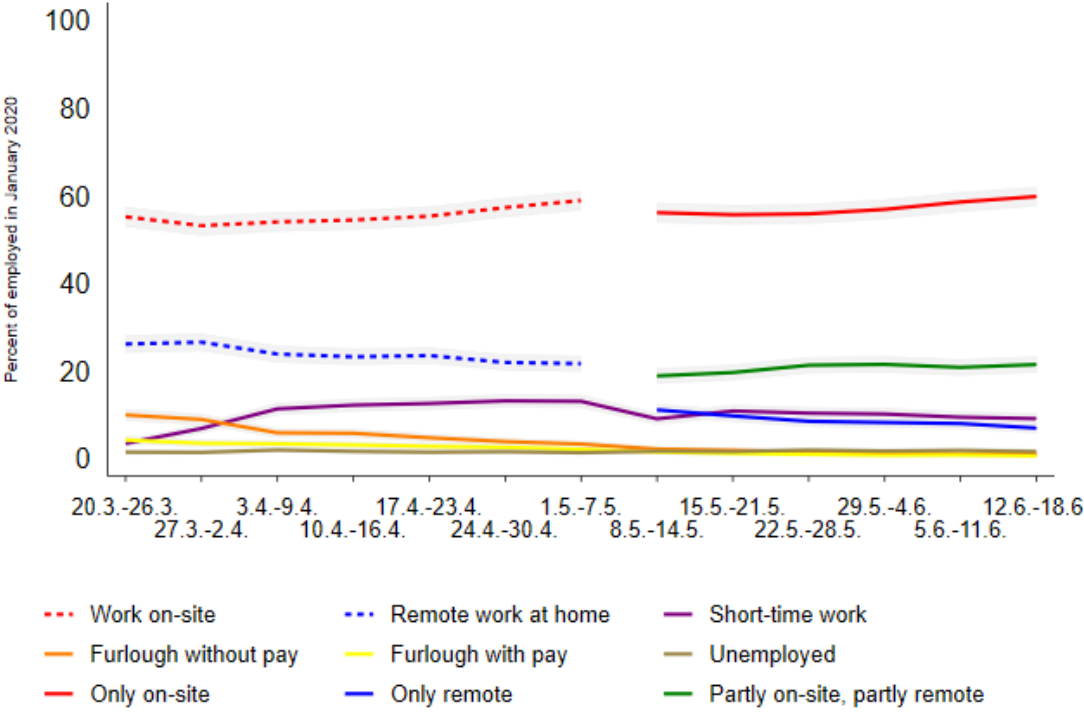 Percent of employed in January 2020
100
80
60
40
20
0
20.3.-26.3. 3.4.-9.4. 17.4.-23.4. 1.5.-7.5. 15.5.-21.5. 29.5.-4.6. 12.6.-18.6
27.3.-2.4. 10.4.-16.4. 24.4.-30.4. 8.5.-14.5. 22.5.-28.5. 5.6.-11.6.
Work on-site Remote work at home Short-time work
Furlough without pay Furlough with pay Unemployed
Only on-site Only remote Partly on-site, partly remote